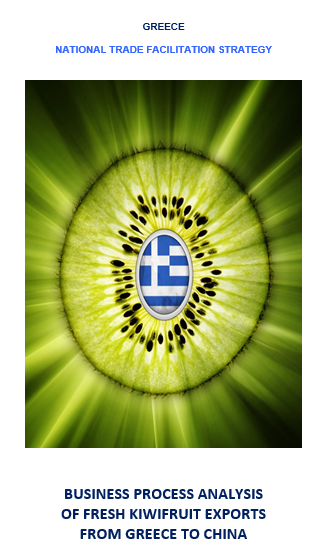 GREECE
NATIONAL TRADE FACILITATION STRATEGY
BUSINESS PROCESS ANALYSIS
OF FRESH KIWIFRUIT EXPORTS
FROM GREECE TO CHINA